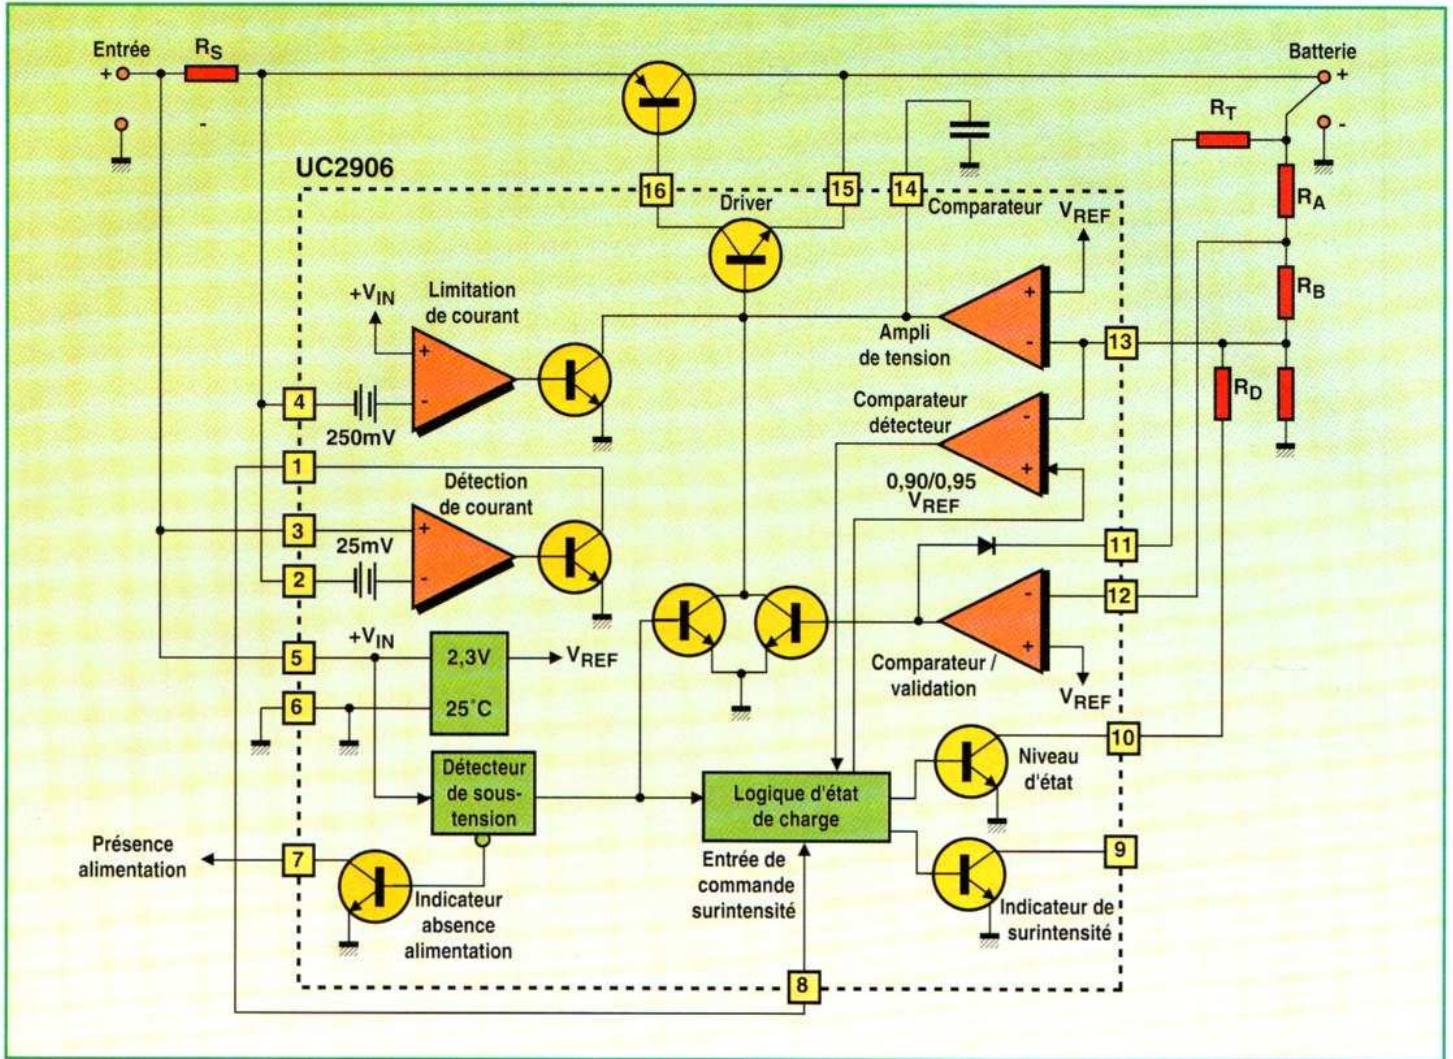 Entrée
RS
+
-
Batterie
+
-
RT
RA
RB
RD
UC2906
16
15
14
Driver
Comparateur
VREF
+VIN
Limitation
de courant
+
-
4
250mV
+
-
Ampli
de tension
13
Comparateur
détecteur
-
+
0,90/0,95
VREF
1
Détection
de courant
3
25mV
+
-
2
11
12
-
+
Comparateur /
validation
VREF
5
+VIN
2,3V
25°C
VREF
6
Détecteur
de sous-
tension
Logique d'état
de charge
10
Niveau
d'état
Présence
alimentation
7
Indicateur
absence
alimentation
Entrée de
commande
surintensité
9
Indicateur de
surintensité
8